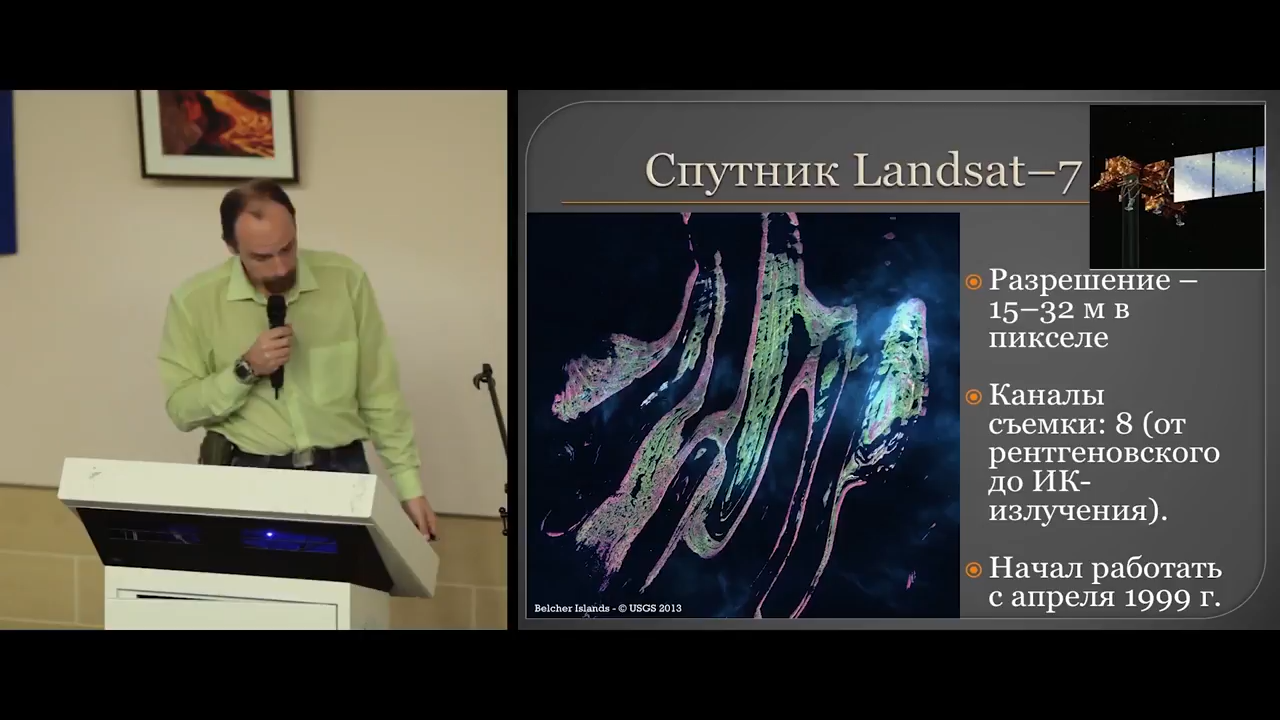 Спутник Landsat–7
Разрешение –
15–32 м в
пикселе
Каналы
съемки: 8 (от
рентгеновского
до ИК-
излучения).
Начал работать
с апреля 1999 г.
Belcher Islands - © USGS 2013